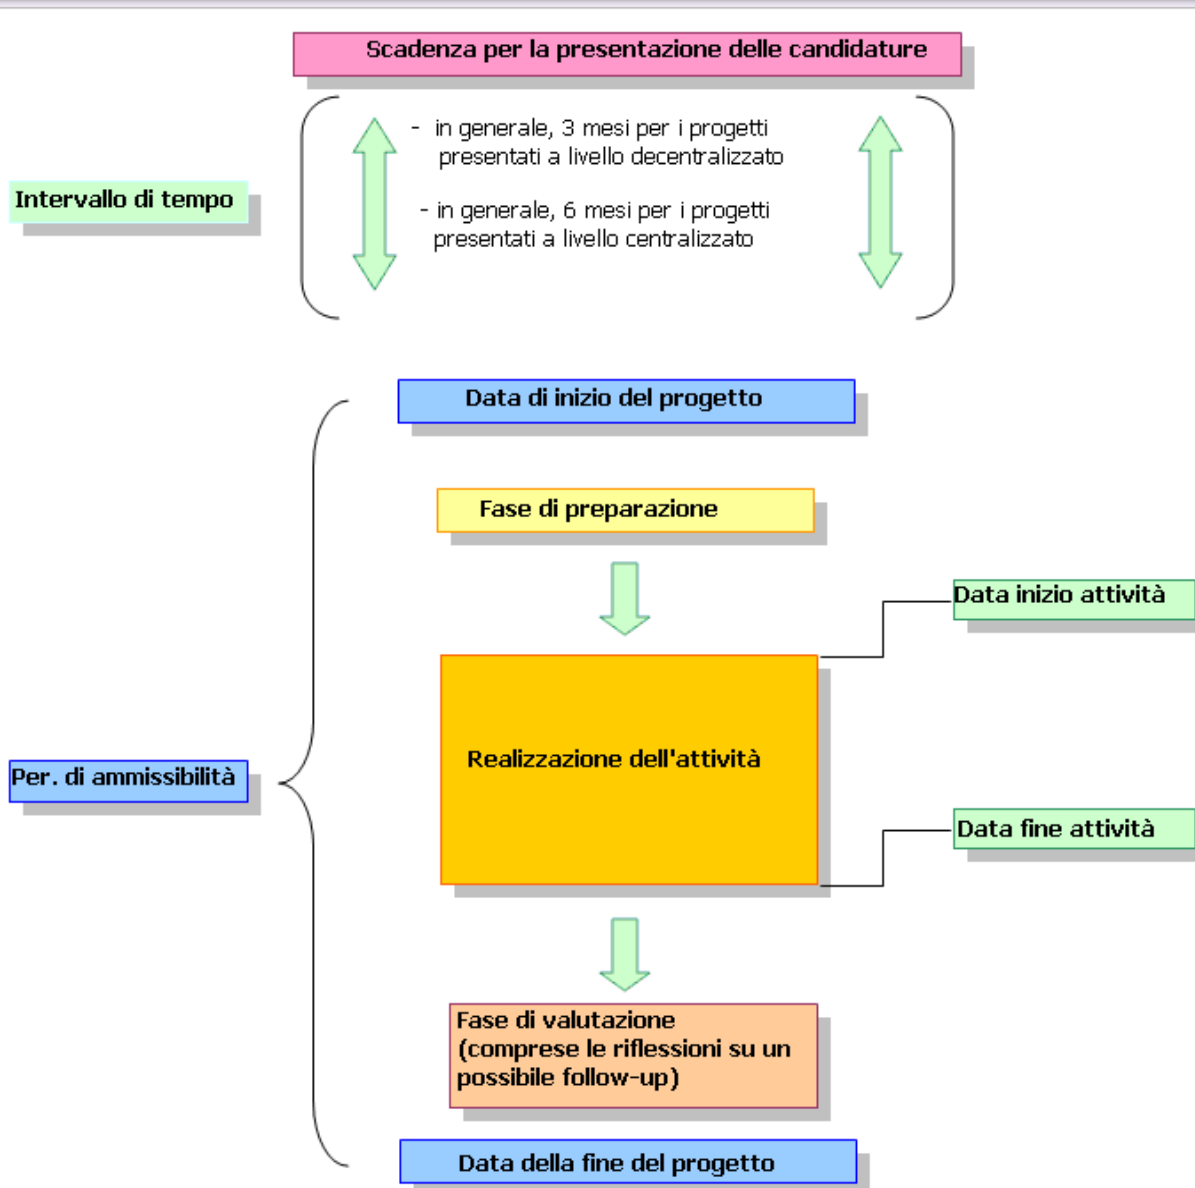 Scadenza per la presentazione delle candidature
- in generale, 3 mesi per i progetti
presentati a livello decentralizzato
Intervallo di tempo
- in generale, 6 mesi per i progetti
presentati a livello centralizzato
Data di inizio del progetto
Fase di preparazione
Data inizio attività
Realizzazione dell'attività
Per. di ammissibilità
Data fine attività
Fase di valutazione
(comprese le riflessioni su un
possibile follow-up)
Data della fine del progetto